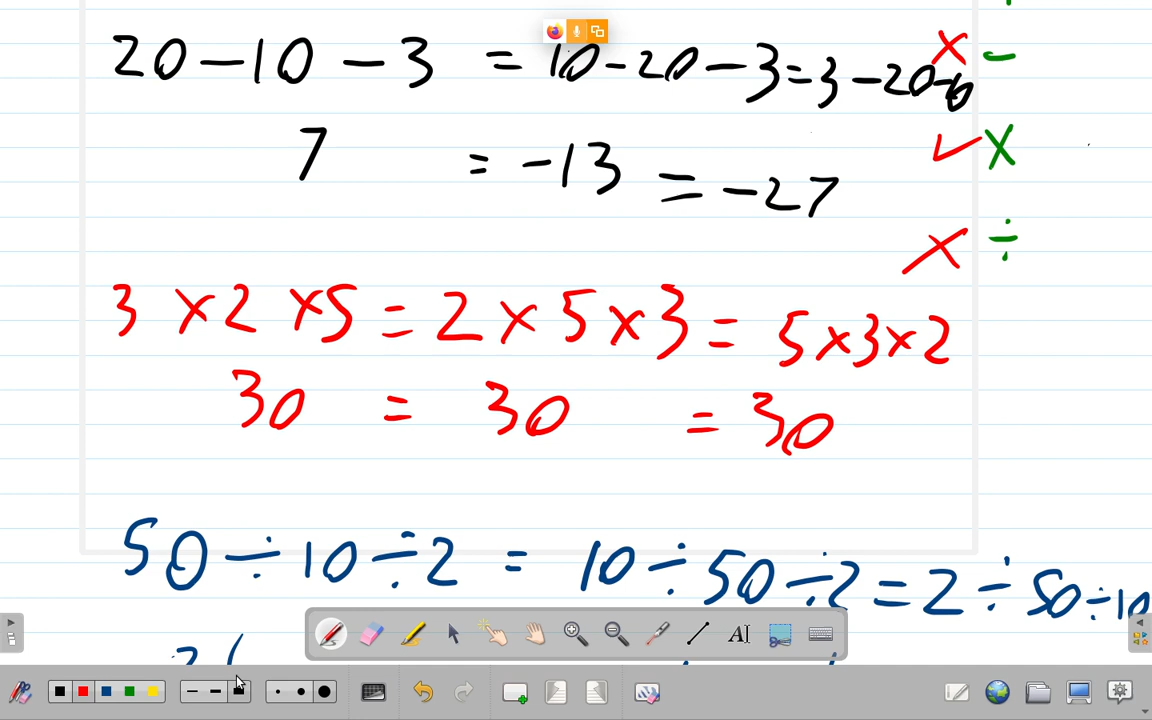 20 - 10 - 3 = 10 - 20 - 3 = 3 - 20 - 10 × -
7 = -13 = -27 ✓ ×
× ÷
3 × 2 × 5 = 2 × 5 × 3 = 5 × 3 × 2
30 = 30 = 30
50 ÷ 10 ÷ 2 = 10 ÷ 50 ÷ 2 = 2 ÷ 50 ÷ 10